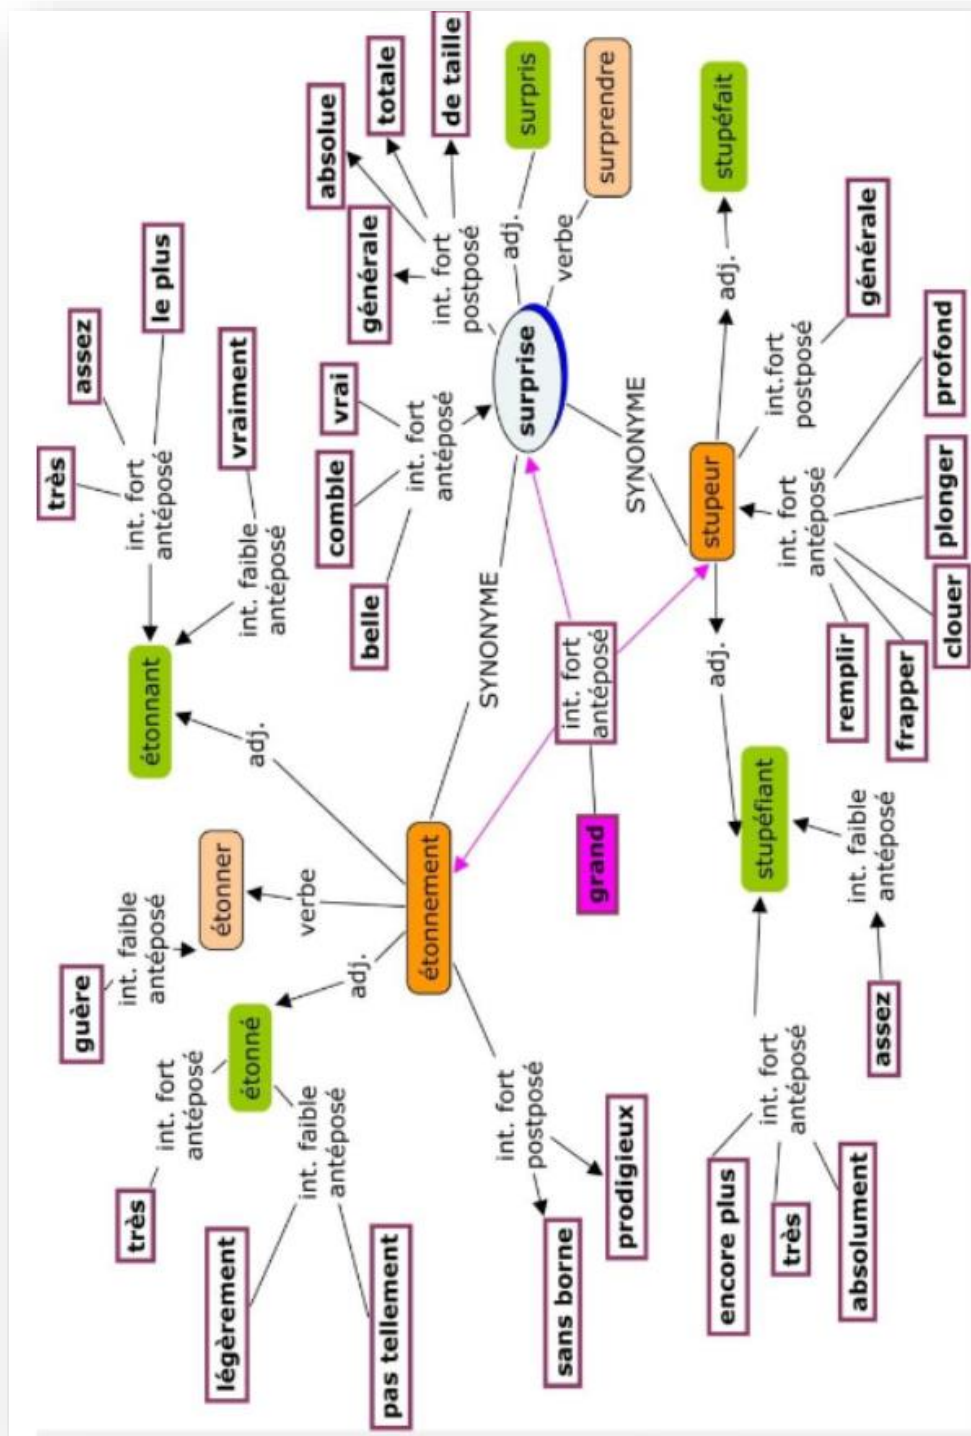 guère
très
assez
le plus
int. faible
antéposé
int. fort
antéposé
très
int. fort
antéposé
étonnant
étonner
vraiment
légèrement
étonné
int. faible
antéposé
adj.
int. faible
antéposé
verbe
absolue
comble
vrai
totale
générale
pas tellement
adj.
belle
int. fort
antéposé
int. fort
postposé
de taille
étonnement
SYNONYME
surprise
adj.
surpris
int. fort
postposé
verbe
surprendre
sans borne
int. fort
antéposé
grand
prodigieux
SYNONYME
stupeur
adj.
stupéfait
adj.
encore plus
stupéfiant
int.fort
postposé
int. fort
antéposé
int. fort
antéposé
très
générale
absolument
int. faible
antéposé
remplir
assez
frapper
clouer
plonger
profond